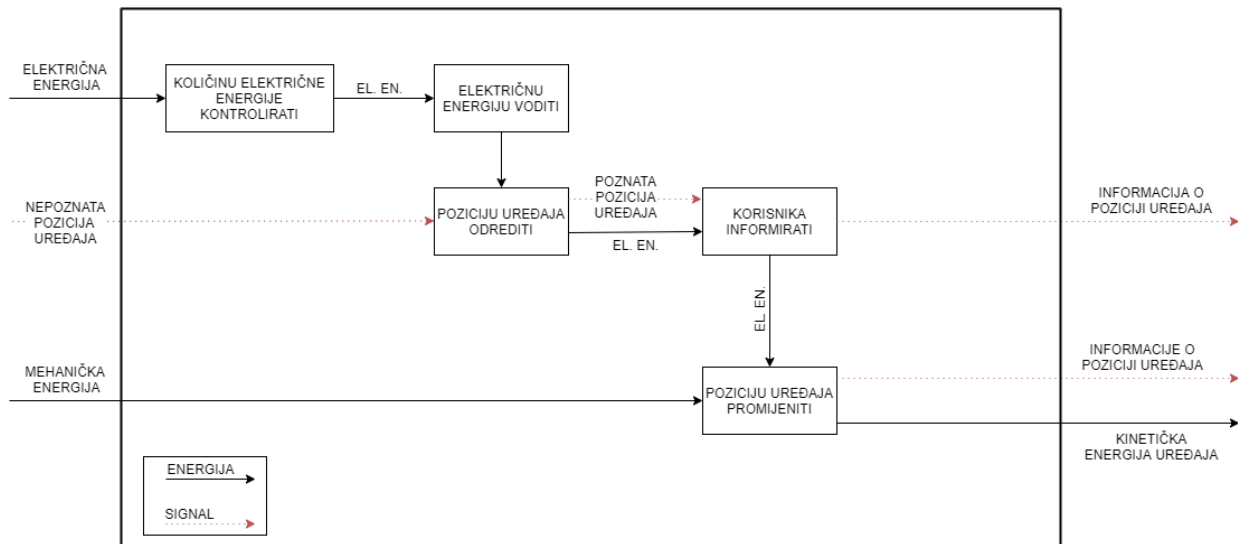 ELEKTRIČNA
ENERGIJA
KOLIČINU ELEKTRIČNE
ENERGIJE
KONTROLIRATI
EL. EN.
ELEKTRIČNU
ENERGIJU VODITI
NEPOZNATA
POZICIJA
UREĐAJA
POZICIJU UREĐAJA
ODREDITI
POZNATA
POZICIJA
UREĐAJA
EL. EN.
KORISNIKA
INFORMIRATI
INFORMACIJA O
POZICIJI UREĐAJA
EL. EN.
MEHANIČKA
ENERGIJA
POZICIJU UREĐAJA
PROMIJENITI
INFORMACIJE O
POZICIJI UREĐAJA
KINETIČKA
ENERGIJA UREĐAJA
ENERGIJA
SIGNAL